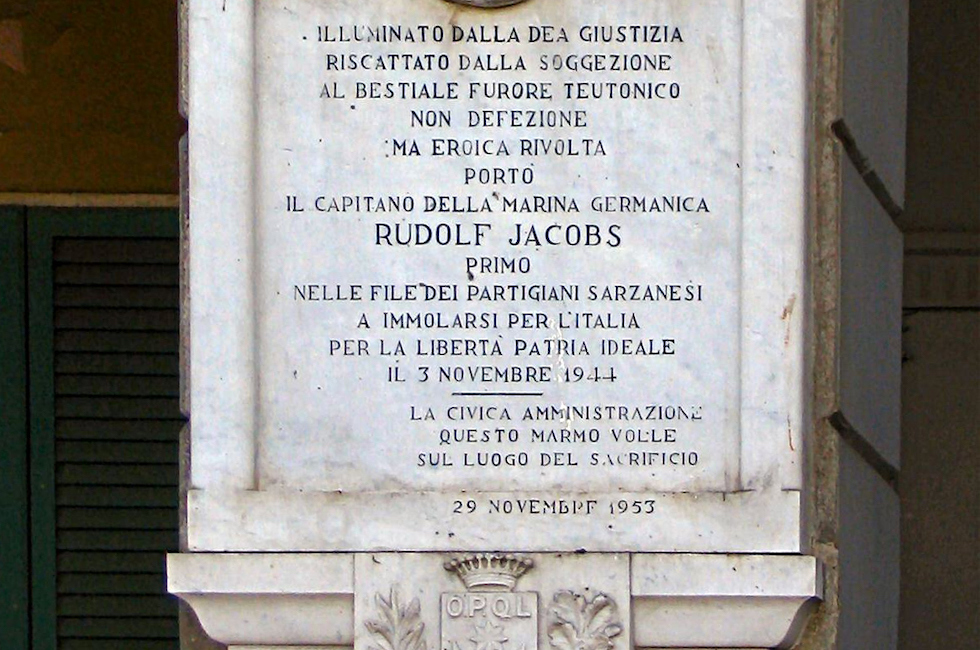 ILLUMINATO DALLA DEA GIUSTIZIA
RISCATTATO DALLA SOGGEZIONE
AL BESTIALE FURORE TEUTONICO
NON DEFEZIONE
MA EROICA RIVOLTA
PORTÒ
IL CAPITANO DELLA MARINA GERMANICA
RUDOLF JACOBS
PRIMO
NELLE FILE DEI PARTIGIANI SARZANESI
A IMMOLARSI PER L'ITALIA
PER LA LIBERTÀ PATRIA IDEALE
IL 3 NOVEMBRE 1944
LA CIVICA AMMINISTRAZIONE
QUESTO MARMO VOLLE
SUL LUOGO DEL SACRIFICIO
29 NOVEMBRE 1953
O.P.Q.L